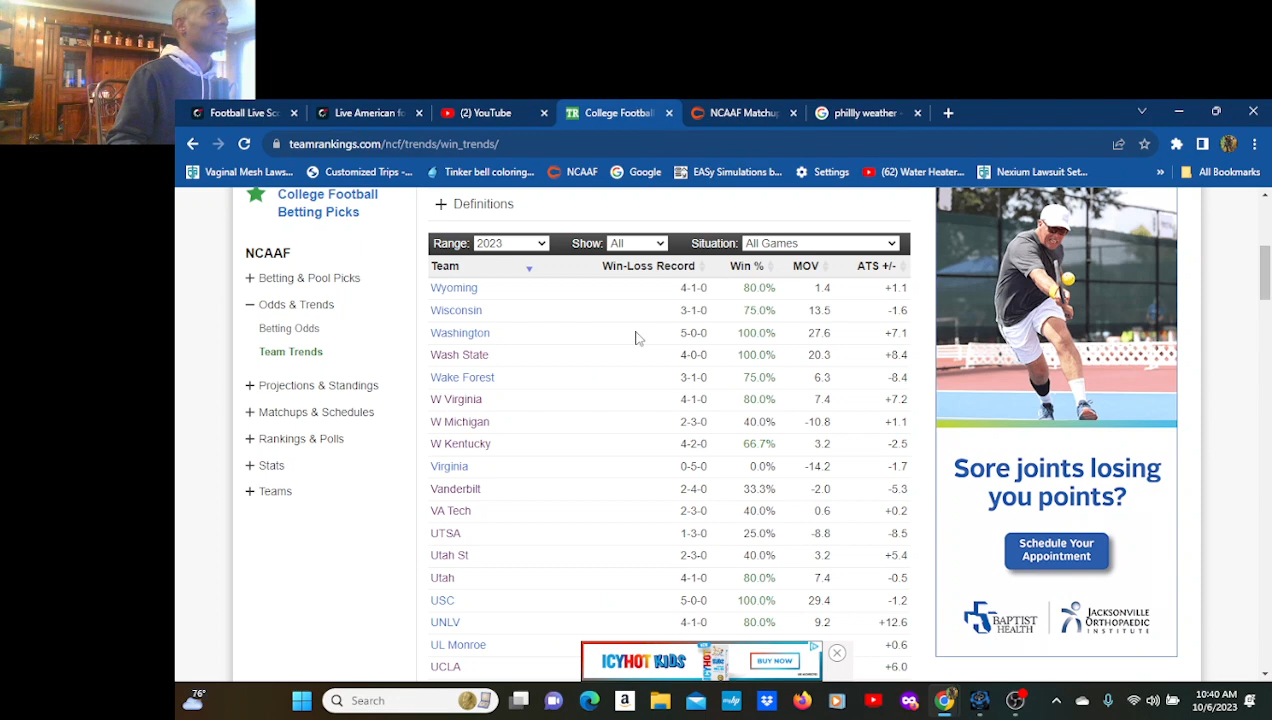 Football Live Sco
Live American fo
(2) YouTube
College Football
NCAAF Matchup
phillly weather -
teamrankings.com/ncf/trends/win_trends/
Vaginal Mesh Laws...
Customized Trips -...
Tinker bell coloring...
NCAAF
Google
EASy Simulations b...
Settings
(62) Water Heater...
Nexium Lawsuit Set...
All Bookmarks
College Football
Betting Picks
NCAAF
+ Betting & Pool Picks
– Odds & Trends
Betting Odds
Team Trends
+ Projections & Standings
+ Matchups & Schedules
+ Rankings & Polls
+ Stats
+ Teams
+ Definitions
Range: 2023 Show: All Situation: All Games
Team Win-Loss Record Win % MOV ATS +/-
Wyoming 4-1-0 80.0% 1.4 +1.1
Wisconsin 3-1-0 75.0% 13.5 -1.6
Washington 5-0-0 100.0% 27.6 +7.1
Wash State 4-0-0 100.0% 20.3 +8.4
Wake Forest 3-1-0 75.0% 6.3 -8.4
W Virginia 4-1-0 80.0% 7.4 +7.2
W Michigan 2-3-0 40.0% -10.8 +1.1
W Kentucky 4-2-0 66.7% 3.2 -2.5
Virginia 0-5-0 0.0% -14.2 -1.7
Vanderbilt 2-4-0 33.3% -2.0 -5.3
VA Tech 2-3-0 40.0% 0.6 +0.2
UTSA 1-3-0 25.0% -8.8 -8.5
Utah St 2-3-0 40.0% 3.2 +5.4
Utah 4-1-0 80.0% 7.4 -0.5
USC 5-0-0 100.0% 29.4 -1.2
UNLV 4-1-0 80.0% 9.2 +12.6
UL Monroe +0.6
UCLA +6.0
ICYHOT KIDS
BUY NOW
Sore joints losing
you points?
Schedule Your
Appointment
BAPTIST
HEALTH
JACKSONVILLE
ORTHOPAEDIC
INSTITUTE
76°
Search
10:40 AM
10/6/2023